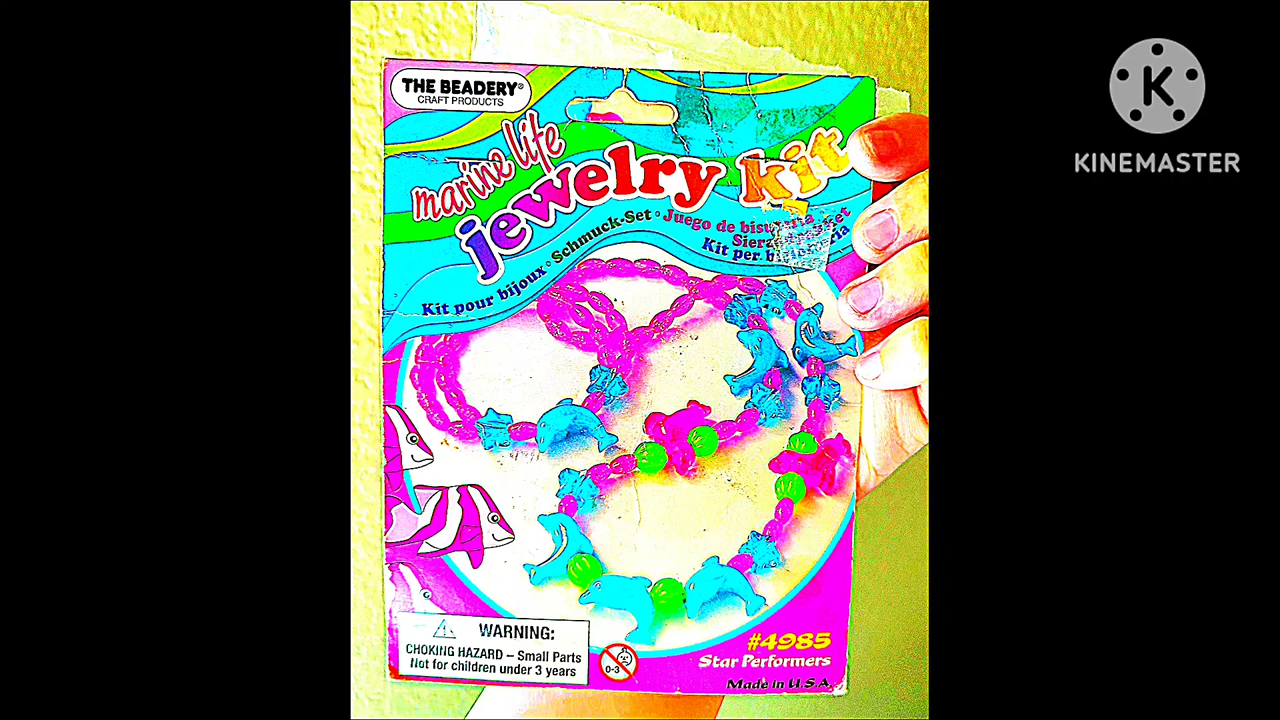 THE BEADERY®
CRAFT PRODUCTS
marine life
jewelry kit
Kit pour bijoux • Schmuck-Set • Juego de
Kit per
#4985
Star Performers
Made in U.S.A
WARNING:
CHOKING HAZARD – Small Parts
Not for children under 3 years
0-3
K
KINEMASTER